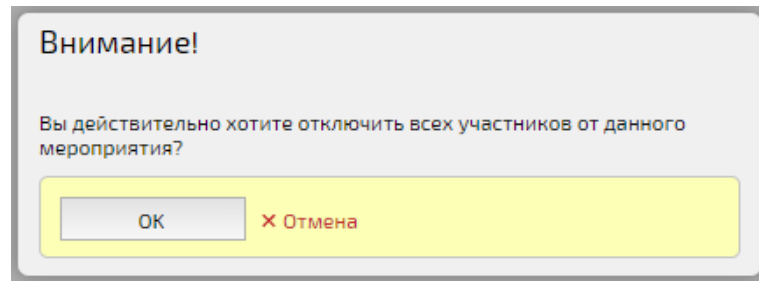 Внимание!
Вы действительно хотите отключить всех участников от данного
мероприятия?
ОК
× Отмена